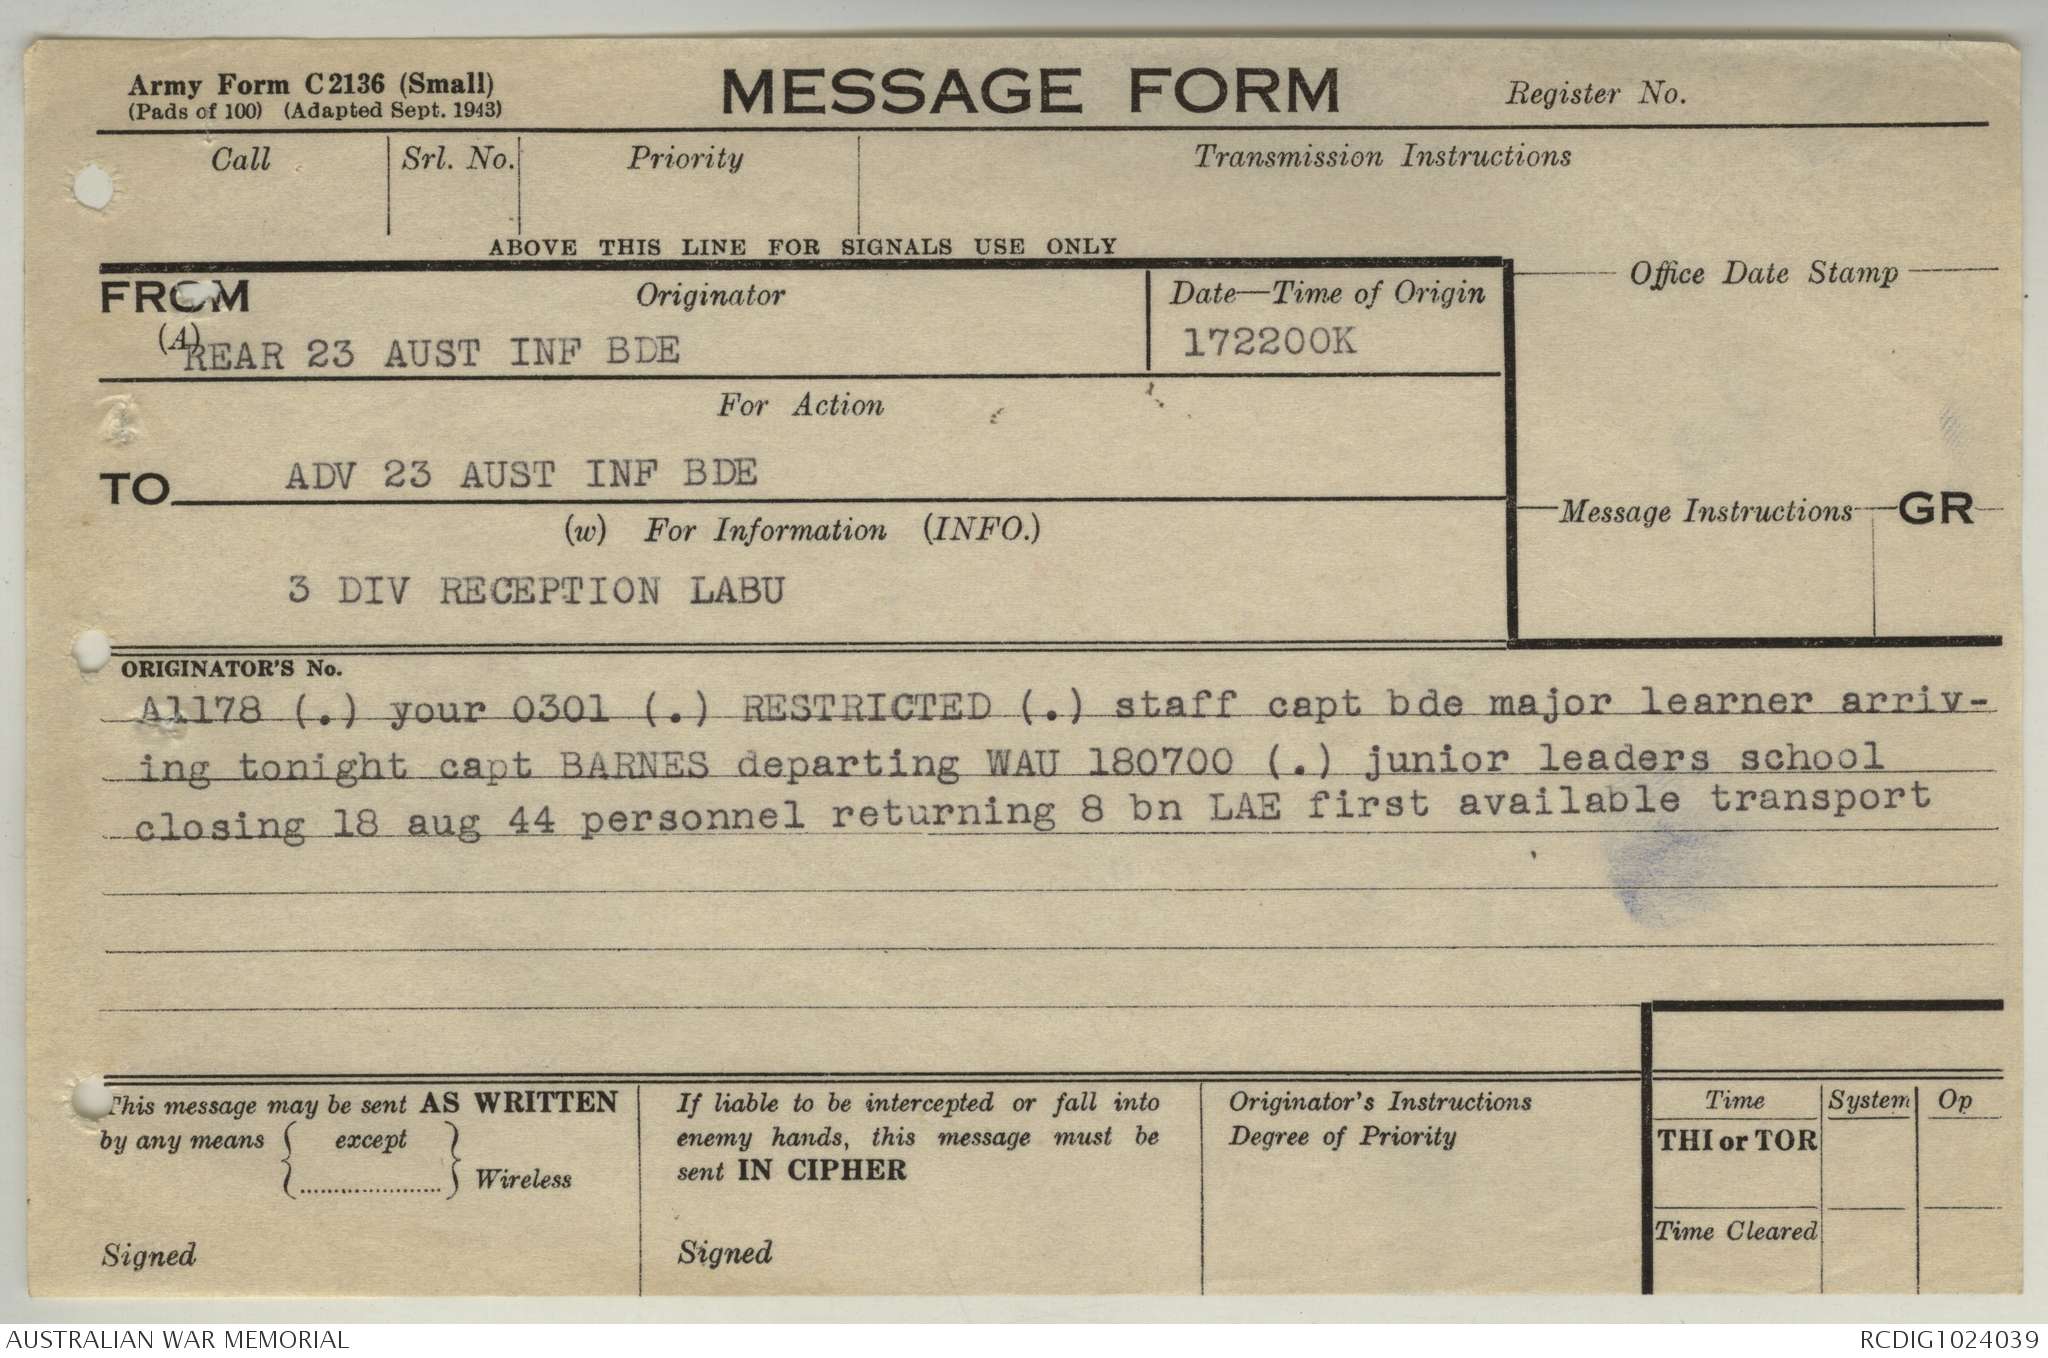 Army Form C2136 (Small)
(Pads of 100) (Adapted Sept. 1943)
MESSAGE FORM
Register No.
Call
Srl. No.
Priority
Transmission Instructions
ABOVE THIS LINE FOR SIGNALS USE ONLY
FROM
Originator
Date—Time of Origin
Office Date Stamp
(A)
REAR 23 AUST INF BDE
172200K
For Action
TO
ADV 23 AUST INF BDE
(w) For Information (INFO.)
Message Instructions
GR
3 DIV RECEPTION LABU
ORIGINATOR'S No.
A1178 (.) your 0301 (.) RESTRICTED (.) staff capt bde major learner arriv-
ing tonight capt BARNES departing WAU 180700 (.) junior leaders school
closing 18 aug 44 personnel returning 8 bn LAE first available transport
This message may be sent AS WRITTEN
by any means { except
..................... } Wireless
Signed
If liable to be intercepted or fall into
enemy hands, this message must be
sent IN CIPHER
Signed
Originator's Instructions
Degree of Priority
Time
System
Op
THI or TOR
Time Cleared
AUSTRALIAN WAR MEMORIAL
RCDIG1024039